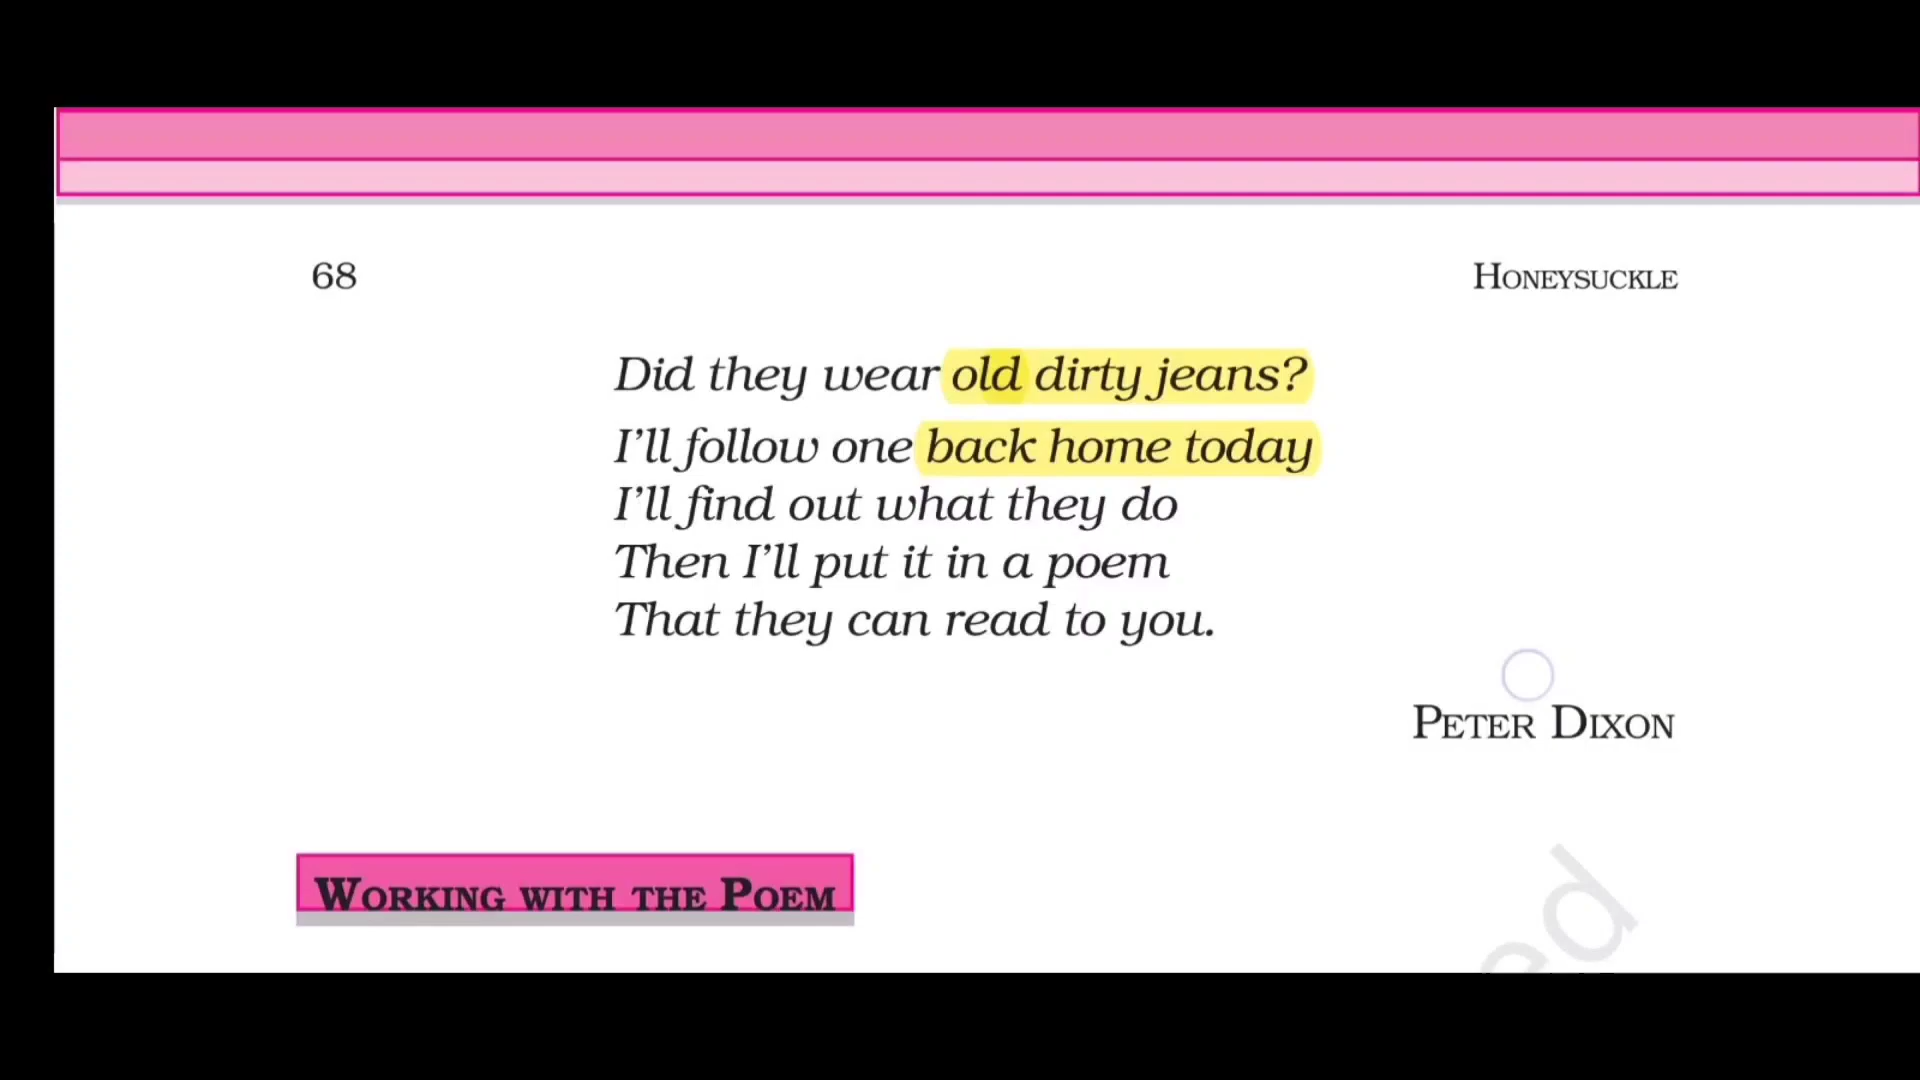 68
HONEYSUCKLE
Did they wear old dirty jeans?
I’ll follow one back home today
I’ll find out what they do
Then I’ll put it in a poem
That they can read to you.
PETER DIXON
WORKING WITH THE POEM
ed